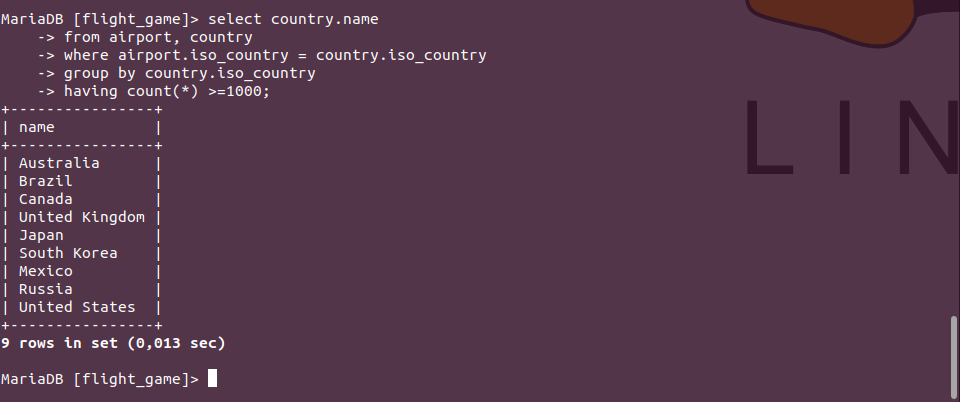 MariaDB [flight_game]> select country.name
    -> from airport, country
    -> where airport.iso_country = country.iso_country
    -> group by country.iso_country
    -> having count(*) >=1000;
+----------------+
| name           |
+----------------+
| Australia      |
| Brazil         |
| Canada         |
| United Kingdom |
| Japan          |
| South Korea    |
| Mexico         |
| Russia         |
| United States  |
+----------------+
9 rows in set (0,013 sec)
MariaDB [flight_game]>
LIN